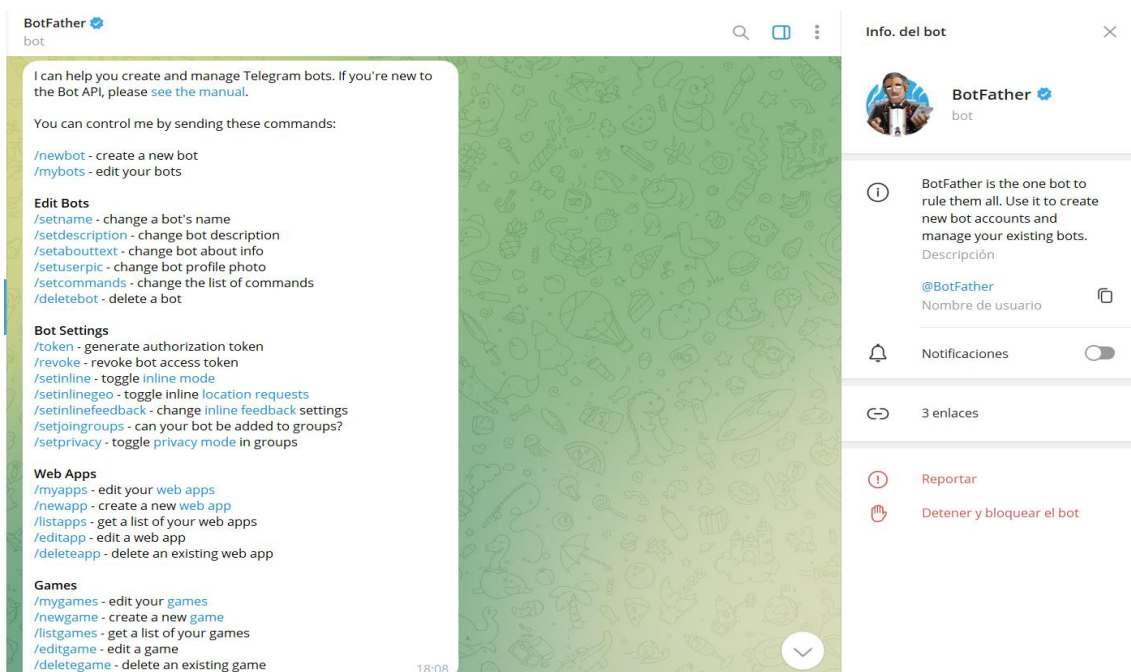 BotFather
bot
I can help you create and manage Telegram bots. If you're new to
the Bot API, please see the manual.
You can control me by sending these commands:
/newbot - create a new bot
/mybots - edit your bots
Edit Bots
/setname - change a bot's name
/setdescription - change bot description
/setabouttext - change bot about info
/setuserpic - change bot profile photo
/setcommands - change the list of commands
/deletebot - delete a bot
Bot Settings
/token - generate authorization token
/revoke - revoke bot access token
/setinline - toggle inline mode
/setinlinegeo - toggle inline location requests
/setinlinefeedback - change inline feedback settings
/setjoingroups - can your bot be added to groups?
/setprivacy - toggle privacy mode in groups
Web Apps
/myapps - edit your web apps
/newapp - create a new web app
/listapps - get a list of your web apps
/editapp - edit a web app
/deleteapp - delete an existing web app
Games
/mygames - edit your games
/newgame - create a new game
/listgames - get a list of your games
/editgame - edit a game
/deletegame - delete an existing game
18:08
Info. del bot
BotFather
bot
BotFather is the one bot to
rule them all. Use it to create
new bot accounts and
manage your existing bots.
Descripción
@BotFather
Nombre de usuario
Notificaciones
3 enlaces
Reportar
Detener y bloquear el bot